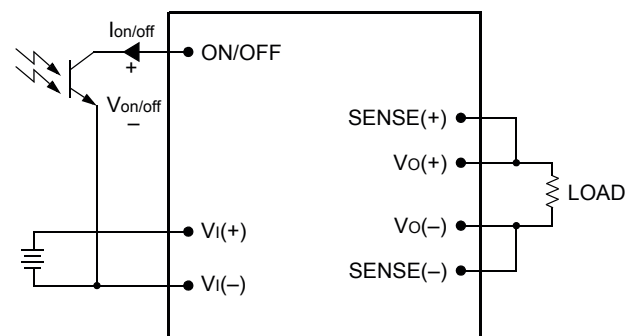 Ion/off
+
ON/OFF
Von/off
–
SENSE(+)
VO(+)
LOAD
VO(–)
SENSE(–)
VI(+)
VI(–)